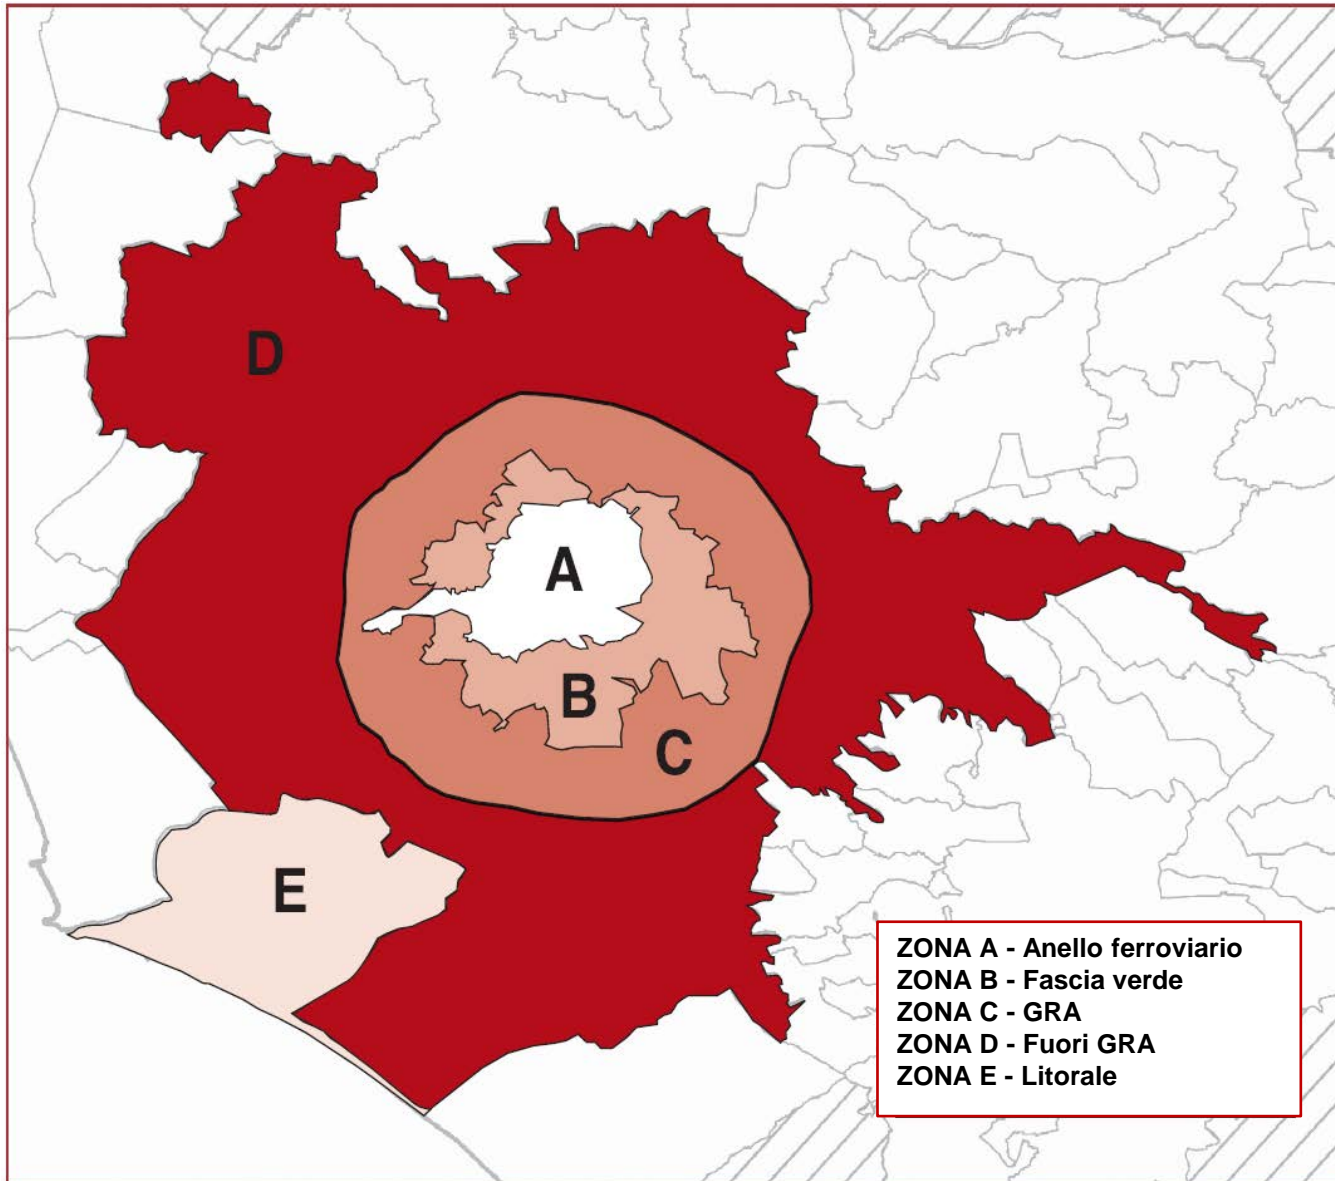 D
A
B
C
E
ZONA A - Anello ferroviario
ZONA B - Fascia verde
ZONA C - GRA
ZONA D - Fuori GRA
ZONA E - Litorale